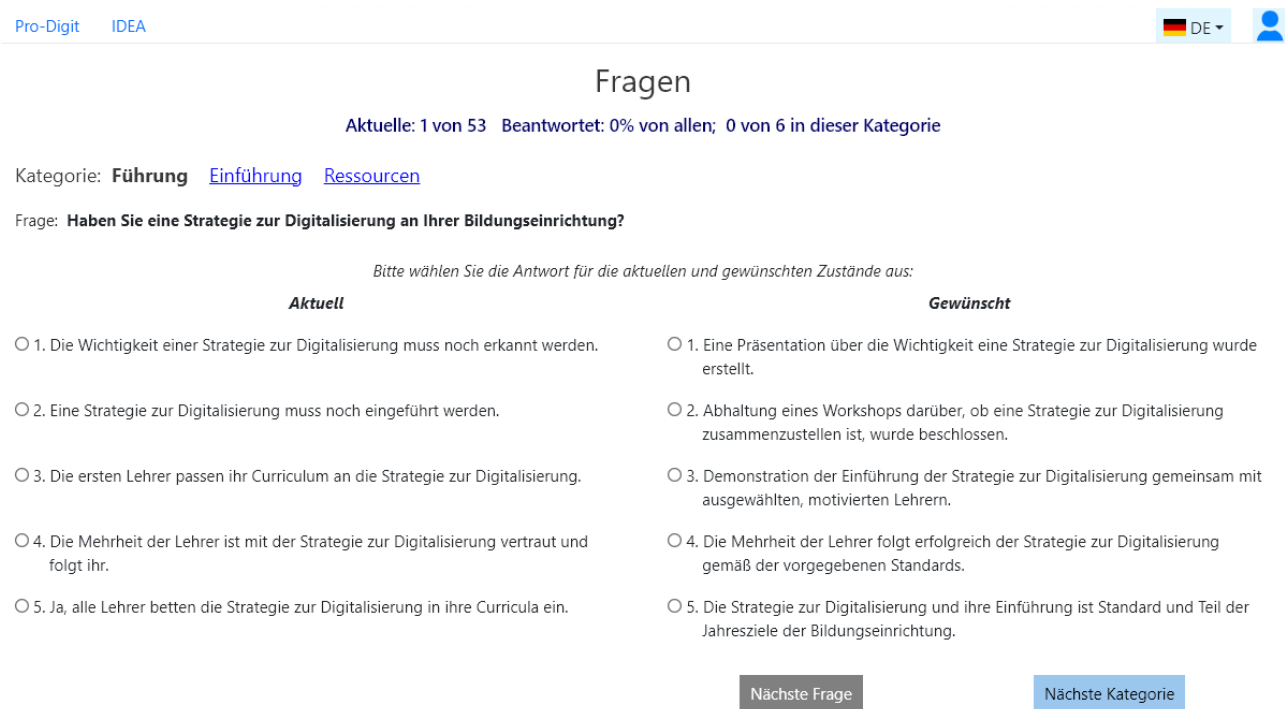 Pro-Digit IDEA DE
Fragen
Aktuelle: 1 von 53 Beantwortet: 0% von allen; 0 von 6 in dieser Kategorie
Kategorie: Führung Einführung Ressourcen
Frage: Haben Sie eine Strategie zur Digitalisierung an Ihrer Bildungseinrichtung?
Bitte wählen Sie die Antwort für die aktuellen und gewünschten Zustände aus:
Aktuell
1. Die Wichtigkeit einer Strategie zur Digitalisierung muss noch erkannt werden.
2. Eine Strategie zur Digitalisierung muss noch eingeführt werden.
3. Die ersten Lehrer passen ihr Curriculum an die Strategie zur Digitalisierung.
4. Die Mehrheit der Lehrer ist mit der Strategie zur Digitalisierung vertraut und
folgt ihr.
5. Ja, alle Lehrer betten die Strategie zur Digitalisierung in ihre Curricula ein.
Gewünscht
1. Eine Präsentation über die Wichtigkeit eine Strategie zur Digitalisierung wurde
erstellt.
2. Abhaltung eines Workshops darüber, ob eine Strategie zur Digitalisierung
zusammenzustellen ist, wurde beschlossen.
3. Demonstration der Einführung der Strategie zur Digitalisierung gemeinsam mit
ausgewählten, motivierten Lehrern.
4. Die Mehrheit der Lehrer folgt erfolgreich der Strategie zur Digitalisierung
gemäß der vorgegebenen Standards.
5. Die Strategie zur Digitalisierung und ihre Einführung ist Standard und Teil der
Jahresziele der Bildungseinrichtung.
Nächste Frage Nächste Kategorie